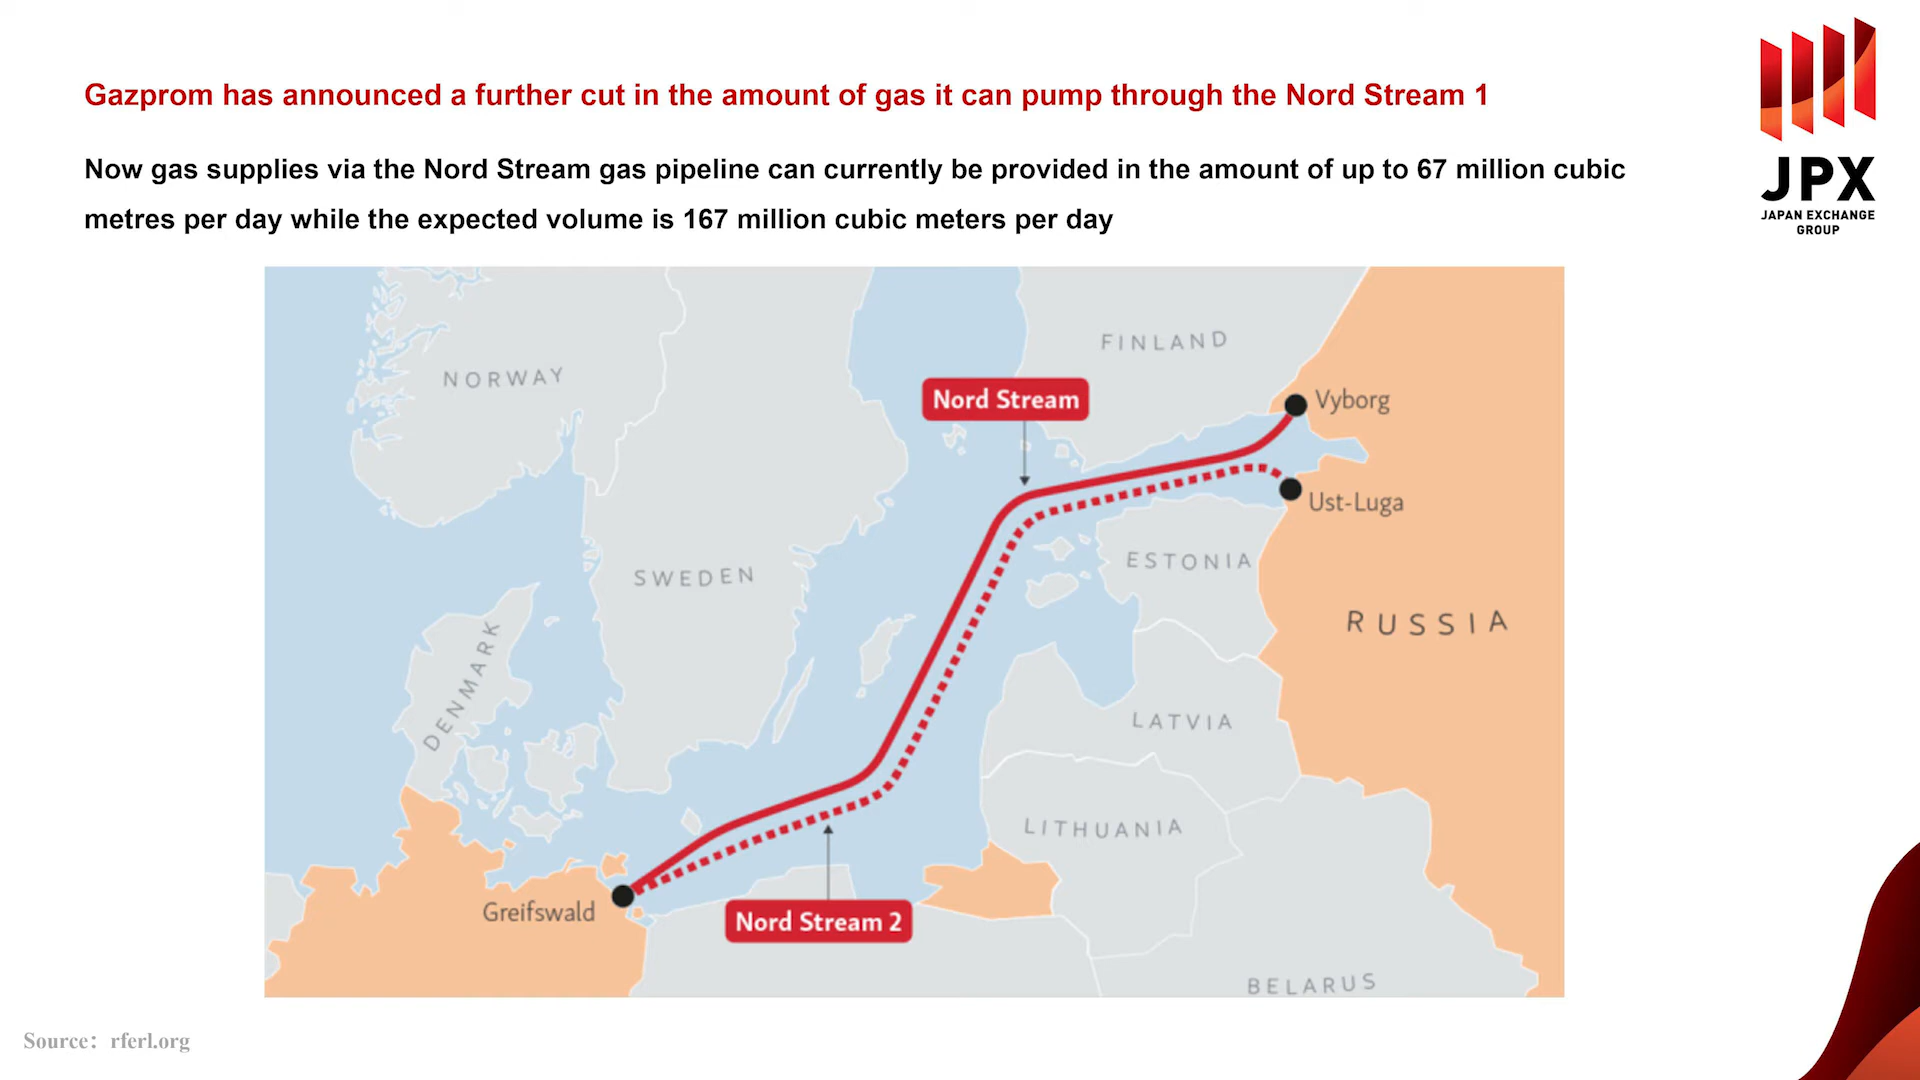 Gazprom has announced a further cut in the amount of gas it can pump through the Nord Stream 1
Now gas supplies via the Nord Stream gas pipeline can currently be provided in the amount of up to 67 million cubic
metres per day while the expected volume is 167 million cubic meters per day
JPX
JAPAN EXCHANGE
GROUP
FINLAND
NORWAY
Nord Stream
Vyborg
Ust-Luga
ESTONIA
SWEDEN
RUSSIA
DENMARK
LATVIA
LITHUANIA
Greifswald
Nord Stream 2
BELARUS
Source：rferl.org